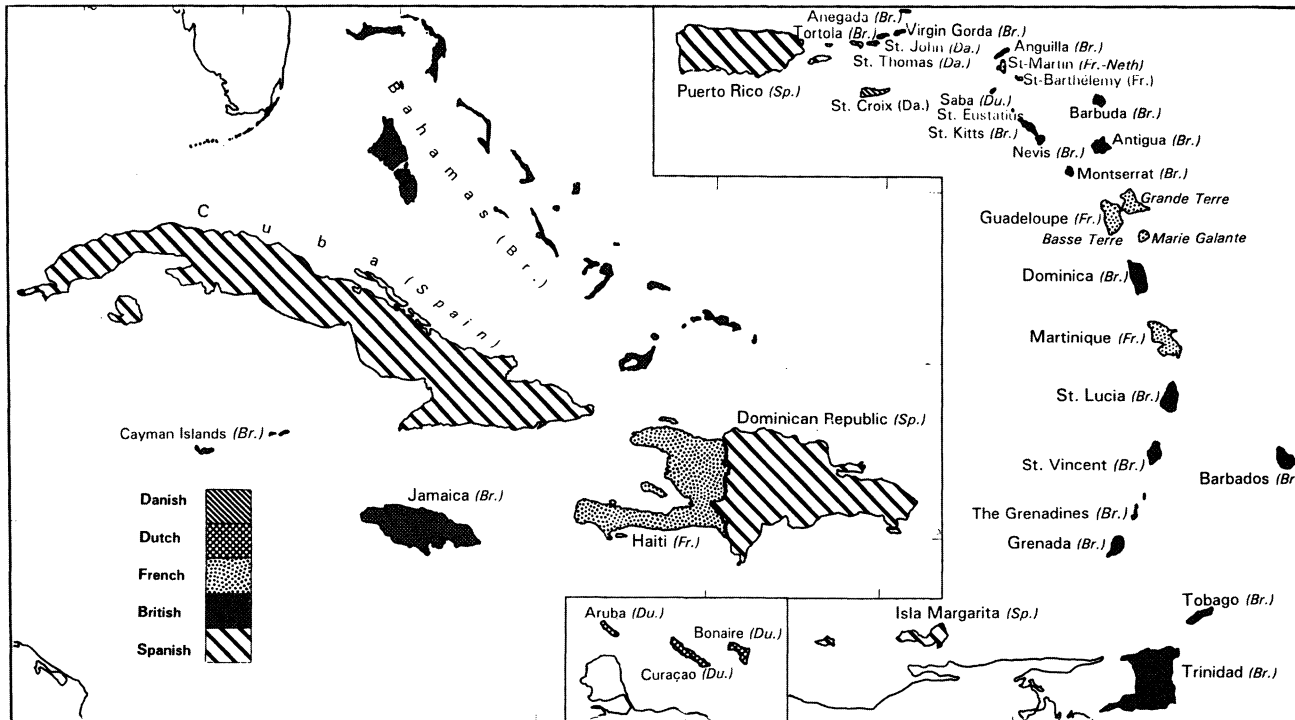 Anegada (Br.)
Tortola (Br.)
Virgin Gorda (Br.)
St. John (Da.)
St. Thomas (Da.)
Anguilla (Br.)
St-Martin (Fr.-Neth)
St-Barthélemy (Fr.)
Puerto Rico (Sp.)
St. Croix (Da.)
Saba (Du.)
St. Eustatius
St. Kitts (Br.)
Nevis (Br.)
Barbuda (Br.)
Antigua (Br.)
Montserrat (Br.)
Grande Terre
Guadeloupe (Fr.)
Basse Terre
Marie Galante
Dominica (Br.)
Martinique (Fr.)
St. Lucia (Br.)
St. Vincent (Br.)
Barbados (Br
The Grenadines (Br.)
Grenada (Br.)
Tobago (Br.)
Trinidad (Br.)
Isla Margarita (Sp.)
Bahamas (Br.)
Cuba (Spain)
Cayman Islands (Br.)
Jamaica (Br.)
Haiti (Fr.)
Dominican Republic (Sp.)
Danish
Dutch
French
British
Spanish
Aruba (Du.)
Bonaire (Du.)
Curaçao (Du.)